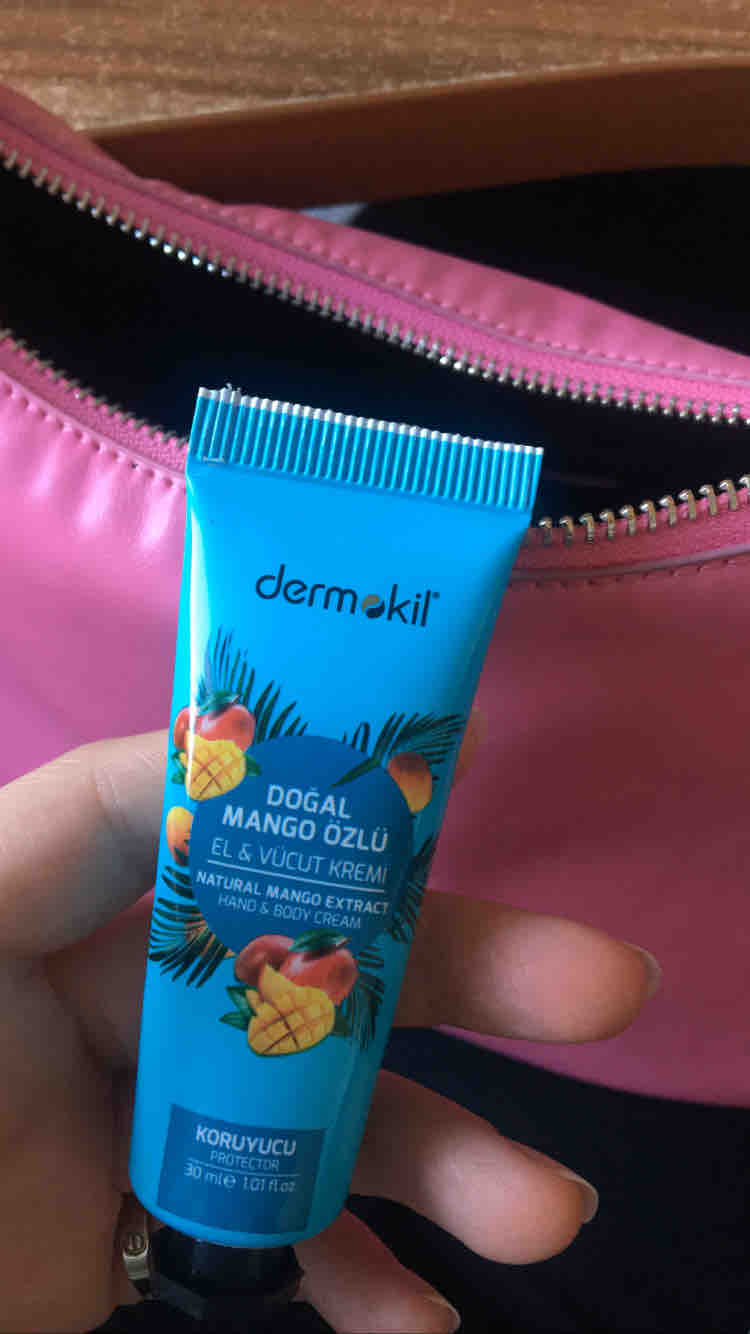 dermokil®
DOĞAL
MANGO ÖZLÜ
EL & VÜCUT KREMİ
NATURAL MANGO EXTRACT
HAND & BODY CREAM
KORUYUCU
PROTECTOR
30 ml℮ 1.01 fl.oz.